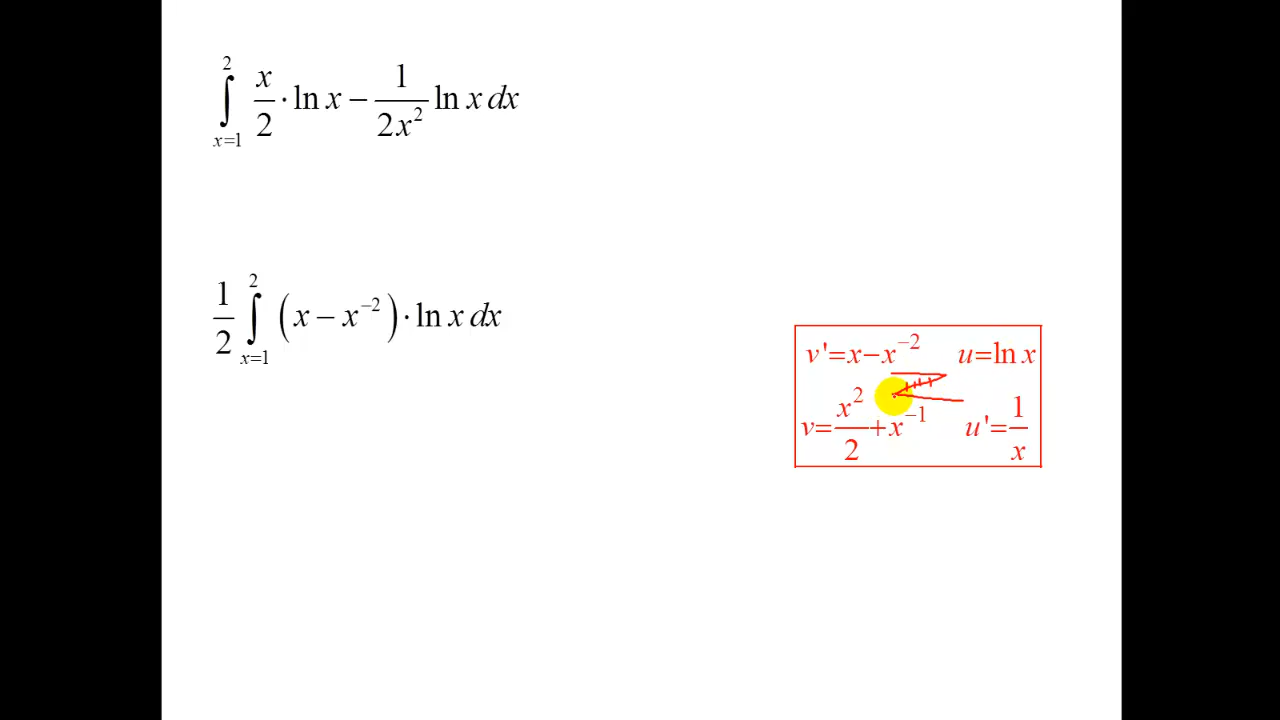 ∫_{x=1}^{2} x/2 · ln x − 1/(2x²) ln x dx
1/2 ∫_{x=1}^{2} (x − x⁻²) · ln x dx
v'=x−x⁻² u=ln x
v=x²/2+x⁻¹ u'=1/x